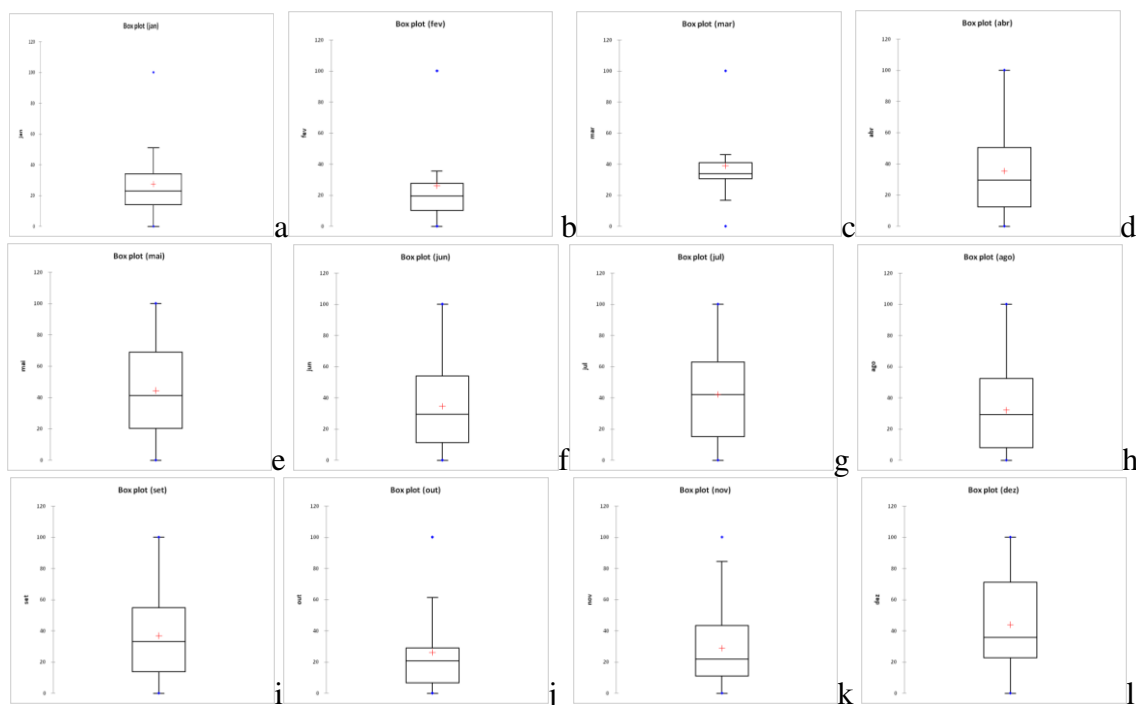 Box plot (jan)
120
100
80
60
40
20
0
jan
a
Box plot (fev)
120
100
80
60
40
20
0
fev
b
Box plot (mar)
120
100
80
60
40
20
0
mar
c
Box plot (abr)
120
100
80
60
40
20
0
abr
d
Box plot (mai)
120
100
80
60
40
20
0
mai
e
Box plot (jun)
120
100
80
60
40
20
0
jun
f
Box plot (jul)
120
100
80
60
40
20
0
jul
g
Box plot (ago)
120
100
80
60
40
20
0
ago
h
Box plot (set)
120
100
80
60
40
20
0
set
i
Box plot (out)
120
100
80
60
40
20
0
out
j
Box plot (nov)
120
100
80
60
40
20
0
nov
k
Box plot (dez)
120
100
80
60
40
20
0
dez
l